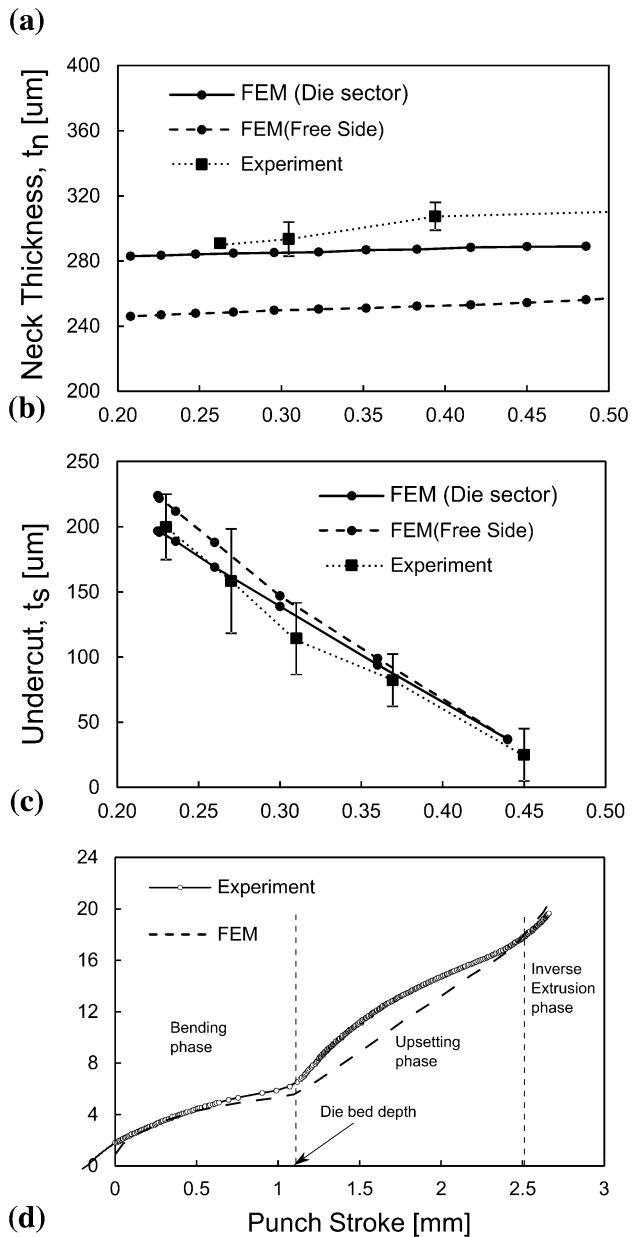 (a)
400
360
320
280
240
200
Neck Thickness, tn [um]
FEM (Die sector)
FEM(Free Side)
Experiment
0.20 0.25 0.30 0.35 0.40 0.45 0.50
(b)
250
200
150
100
50
0
Undercut, ts [um]
FEM (Die sector)
FEM(Free Side)
Experiment
0.20 0.25 0.30 0.35 0.40 0.45 0.50
(c)
24
20
16
12
8
4
0
Experiment
FEM
Bending
phase
Upsetting
phase
Inverse
Extrusion
phase
Die bed depth
0 0.5 1 1.5 2 2.5 3
Punch Stroke [mm]
(d)